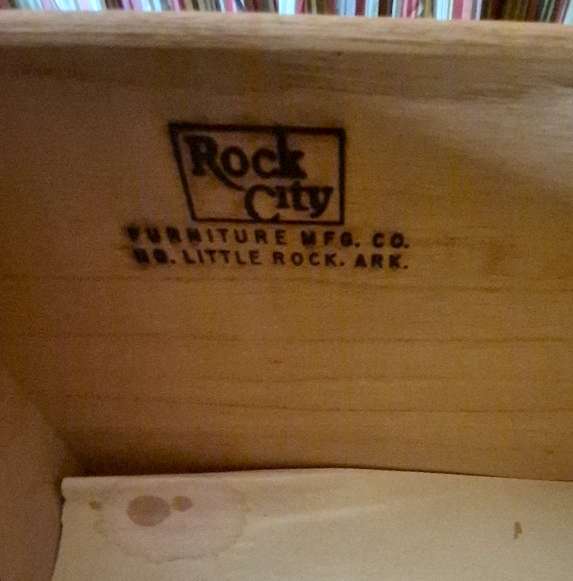 Rock
City
FURNITURE MFG. CO.
NO. LITTLE ROCK. ARK.